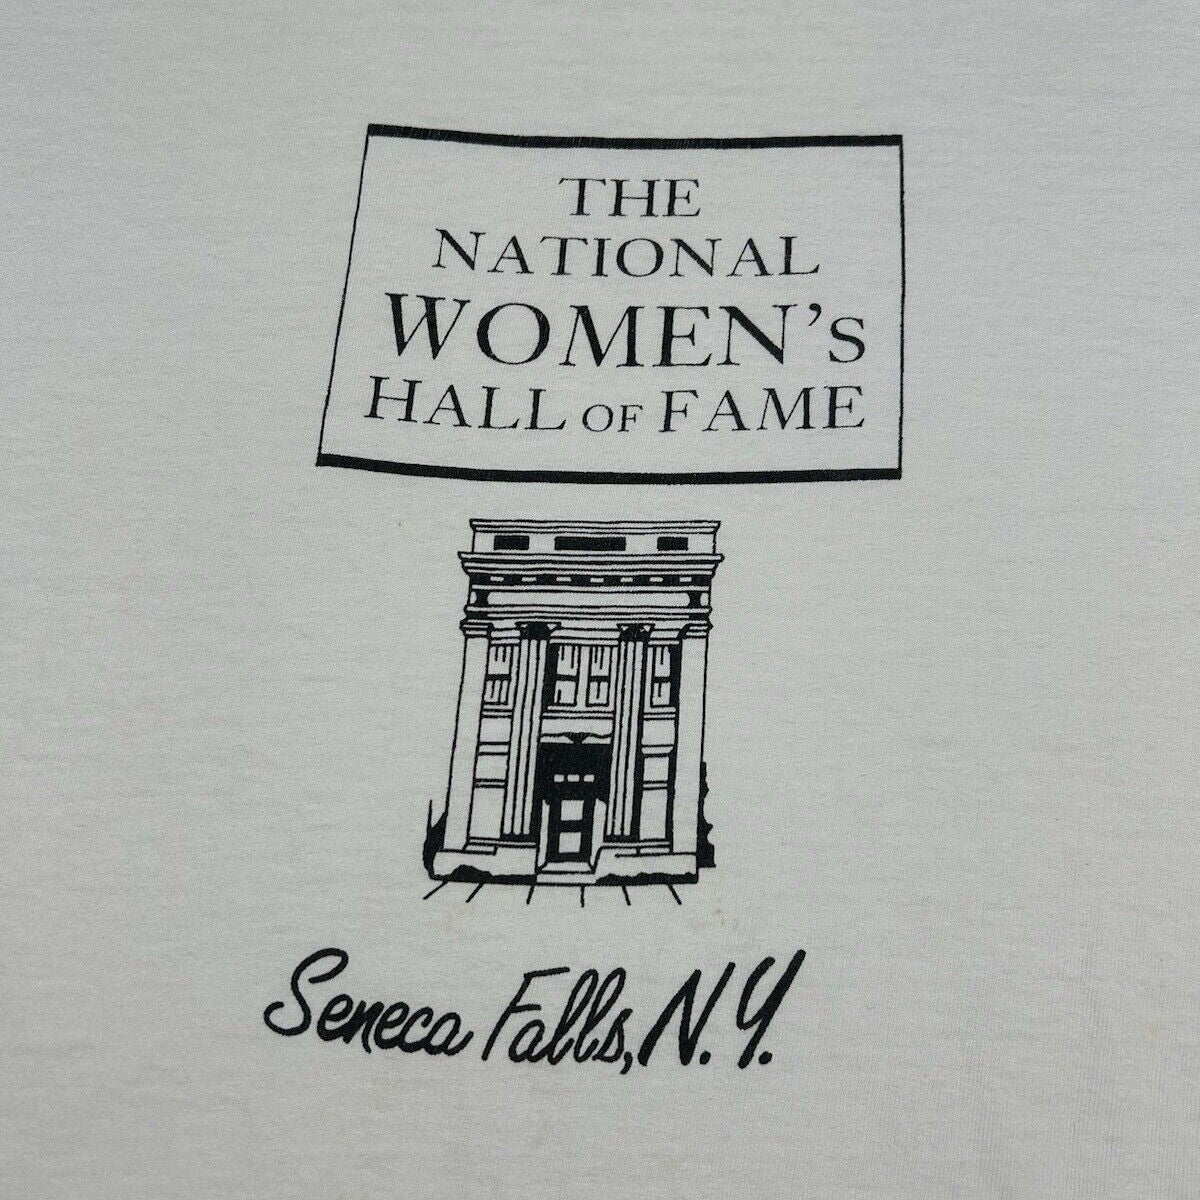 THE
NATIONAL
WOMEN'S
HALL OF FAME
Seneca Falls, N.Y.